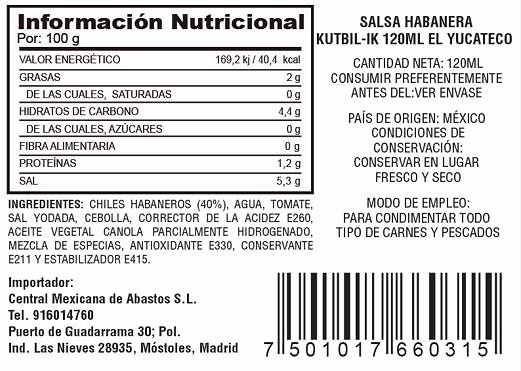 Información Nutricional
Por: 100 g
VALOR ENERGÉTICO 169,2 kj / 40,4 kcal
GRASAS 2 g
DE LAS CUALES, SATURADAS 0 g
HIDRATOS DE CARBONO 4,4 g
DE LAS CUALES, AZÚCARES 0 g
FIBRA ALIMENTARIA 0 g
PROTEÍNAS 1,2 g
SAL 5,3 g
INGREDIENTES: CHILES HABANEROS (40%), AGUA, TOMATE,
SAL YODADA, CEBOLLA, CORRECTOR DE LA ACIDEZ E260,
ACEITE VEGETAL CANOLA PARCIALMENTE HIDROGENADO,
MEZCLA DE ESPECIAS, ANTIOXIDANTE E330, CONSERVANTE
E211 Y ESTABILIZADOR E415.
Importador:
Central Mexicana de Abastos S.L.
Tel. 916014760
Puerto de Guadarrama 30; Pol.
Ind. Las Nieves 28935, Móstoles, Madrid
SALSA HABANERA
KUTBIL-IK 120ML EL YUCATECO
CANTIDAD NETA: 120ML
CONSUMIR PREFERENTEMENTE
ANTES DEL:VER ENVASE
PAÍS DE ORIGEN: MÉXICO
CONDICIONES DE
CONSERVACIÓN:
CONSERVAR EN LUGAR
FRESCO Y SECO
MODO DE EMPLEO:
PARA CONDIMENTAR TODO
TIPO DE CARNES Y PESCADOS
7 501017 660315